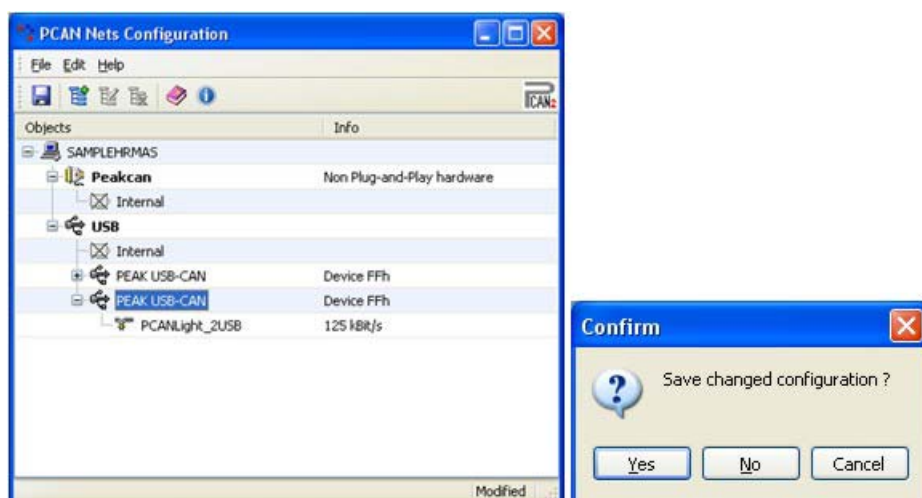 PCAN Nets Configuration
File Edit Help
PCAN2
Objects Info
SAMPLEHRMAS
Peakcan Non Plug-and-Play hardware
Internal
USB
Internal
PEAK USB-CAN Device FFh
PEAK USB-CAN Device FFh
PCANLight_2USB 125 kBit/s
Modified
Confirm
Save changed configuration ?
Yes No Cancel